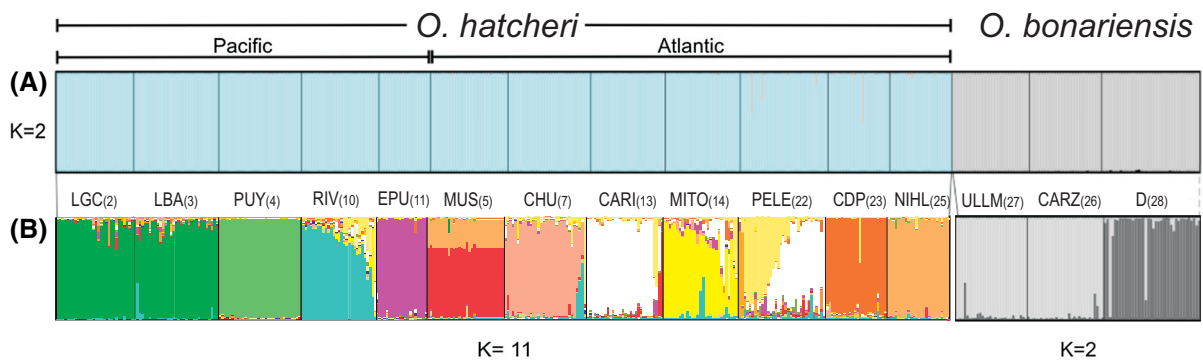 O. hatcheri O. bonariensis
Pacific Atlantic
(A)
K=2
LGC(2) LBA(3) PUY(4) RIV(10) EPU(11) MUS(5) CHU(7) CARI(13) MITO(14) PELE(22) CDP(23) NIHL(25) ULLM(27) CARZ(26) D(28)
(B)
K= 11 K=2